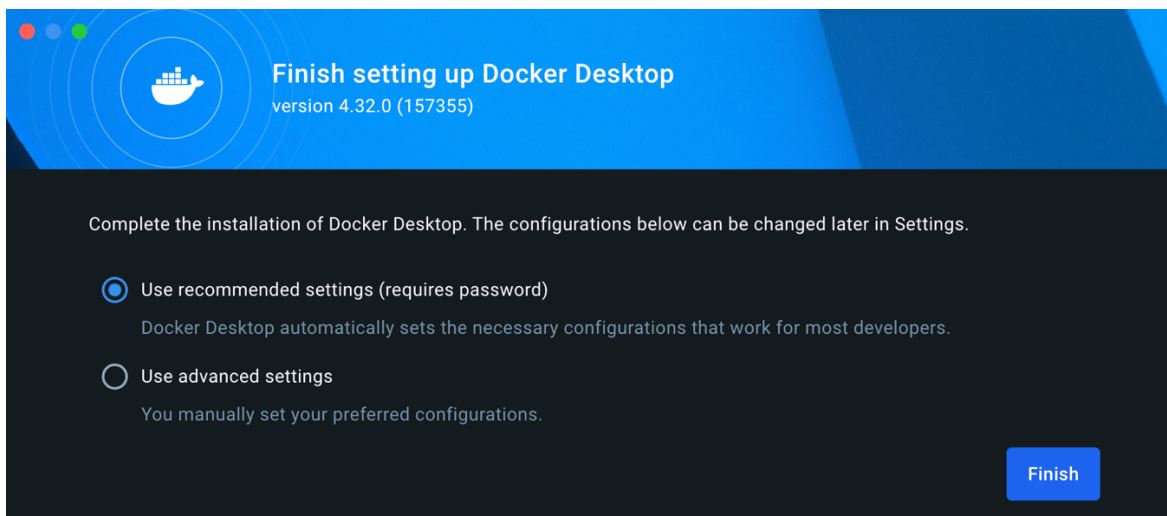 Finish setting up Docker Desktop
version 4.32.0 (157355)
Complete the installation of Docker Desktop. The configurations below can be changed later in Settings.
Use recommended settings (requires password)
Docker Desktop automatically sets the necessary configurations that work for most developers.
Use advanced settings
You manually set your preferred configurations.
Finish